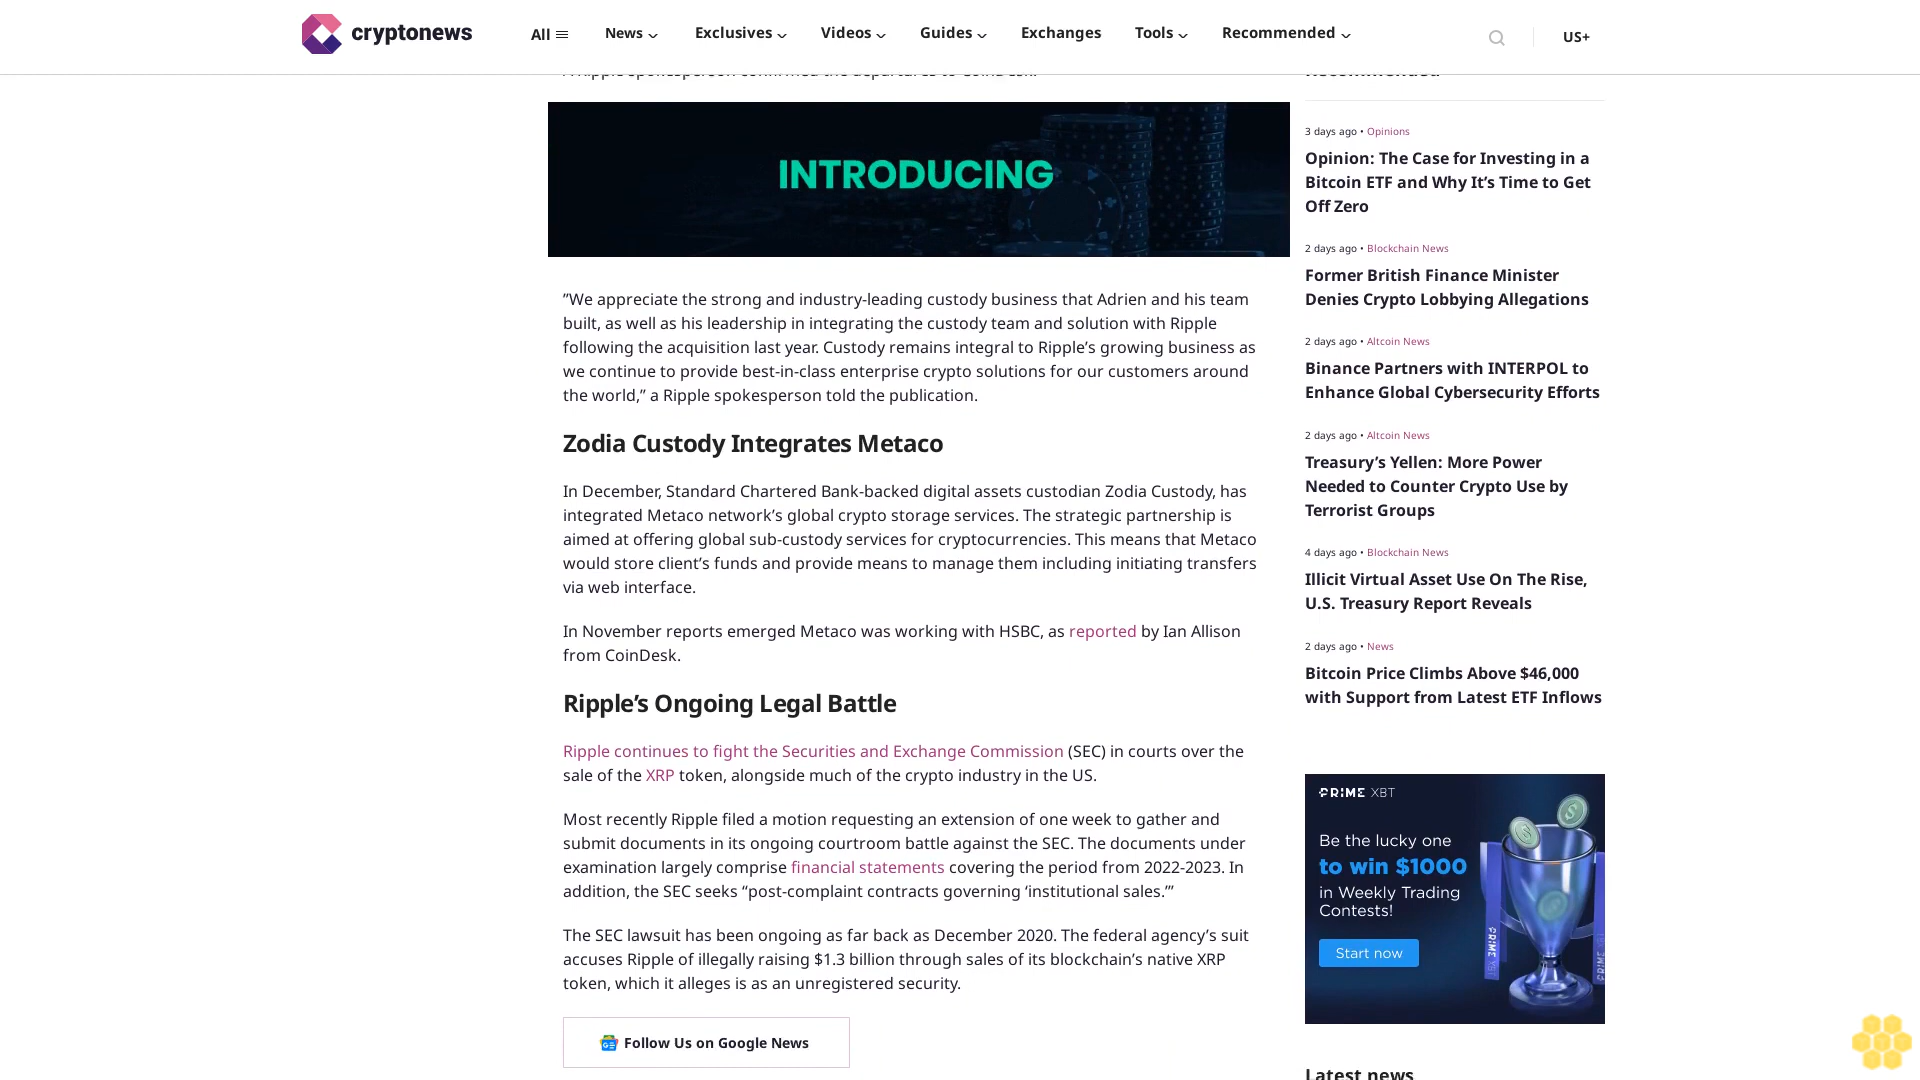 cryptonews
All
News
Exclusives
Videos
Guides
Exchanges
Tools
Recommended
US+
A Ripple spokesperson confirmed the departures to CoinDesk.
INTRODUCING
”We appreciate the strong and industry-leading custody business that Adrien and his team
built, as well as his leadership in integrating the custody team and solution with Ripple
following the acquisition last year. Custody remains integral to Ripple’s growing business as
we continue to provide best-in-class enterprise crypto solutions for our customers around
the world,” a Ripple spokesperson told the publication.
Zodia Custody Integrates Metaco
In December, Standard Chartered Bank-backed digital assets custodian Zodia Custody, has
integrated Metaco network’s global crypto storage services. The strategic partnership is
aimed at offering global sub-custody services for cryptocurrencies. This means that Metaco
would store client’s funds and provide means to manage them including initiating transfers
via web interface.
In November reports emerged Metaco was working with HSBC, as reported by Ian Allison
from CoinDesk.
Ripple’s Ongoing Legal Battle
Ripple continues to fight the Securities and Exchange Commission (SEC) in courts over the
sale of the XRP token, alongside much of the crypto industry in the US.
Most recently Ripple filed a motion requesting an extension of one week to gather and
submit documents in its ongoing courtroom battle against the SEC. The documents under
examination largely comprise financial statements covering the period from 2022-2023. In
addition, the SEC seeks “post-complaint contracts governing ‘institutional sales.’”
The SEC lawsuit has been ongoing as far back as December 2020. The federal agency’s suit
accuses Ripple of illegally raising $1.3 billion through sales of its blockchain’s native XRP
token, which it alleges is as an unregistered security.
Follow Us on Google News
Recommended
3 days ago • Opinions
Opinion: The Case for Investing in a
Bitcoin ETF and Why It’s Time to Get
Off Zero
2 days ago • Blockchain News
Former British Finance Minister
Denies Crypto Lobbying Allegations
2 days ago • Altcoin News
Binance Partners with INTERPOL to
Enhance Global Cybersecurity Efforts
2 days ago • Altcoin News
Treasury’s Yellen: More Power
Needed to Counter Crypto Use by
Terrorist Groups
4 days ago • Blockchain News
Illicit Virtual Asset Use On The Rise,
U.S. Treasury Report Reveals
2 days ago • News
Bitcoin Price Climbs Above $46,000
with Support from Latest ETF Inflows
PRIME XBT
Be the lucky one
to win $1000
in Weekly Trading
Contests!
Start now
PRIME
XBT
PRIME
Latest news